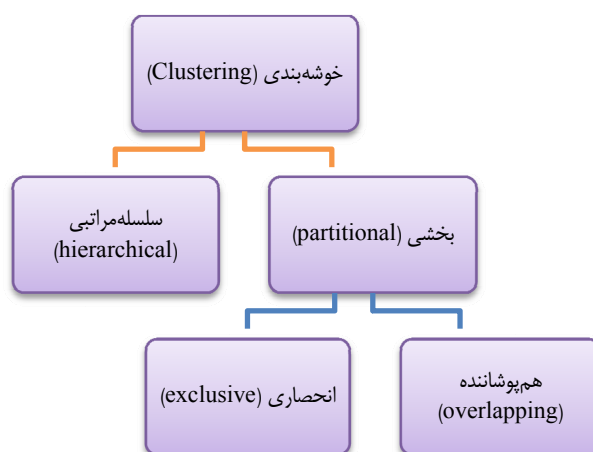 خوشه‌بندی (Clustering)
بخشی (partitional)
سلسله‌مراتبی
(hierarchical)
هم‌پوشاننده
(overlapping)
انحصاری (exclusive)